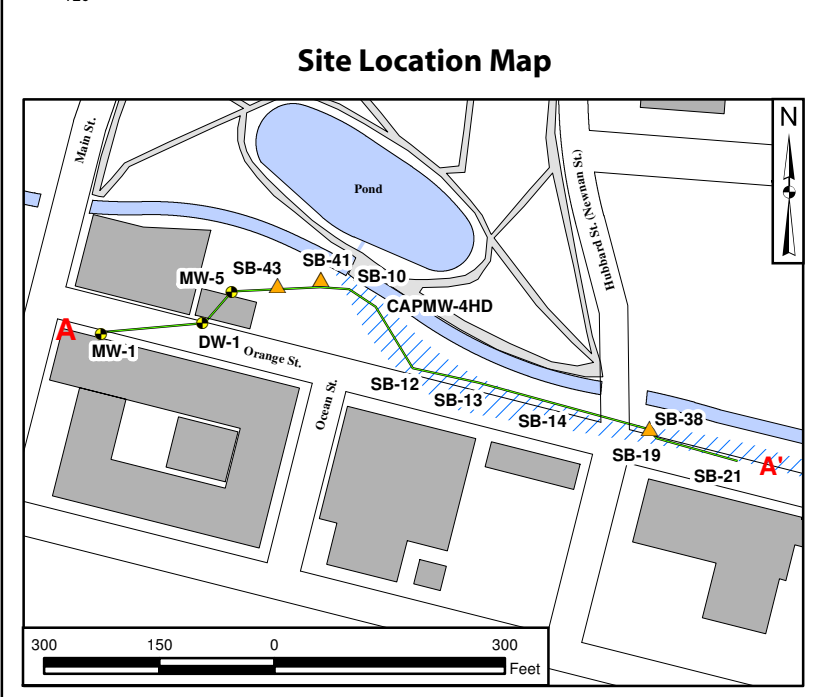 Site Location Map
N
Main St.
Hubbard St. (Newnan St.)
Pond
SB-41
SB-43
SB-10
MW-5
CAPMW-4HD
A
DW-1
MW-1
Orange St.
SB-12
Ocean St.
SB-13
SB-14
SB-38
SB-19
A'
SB-21
300 150 0 300
Feet